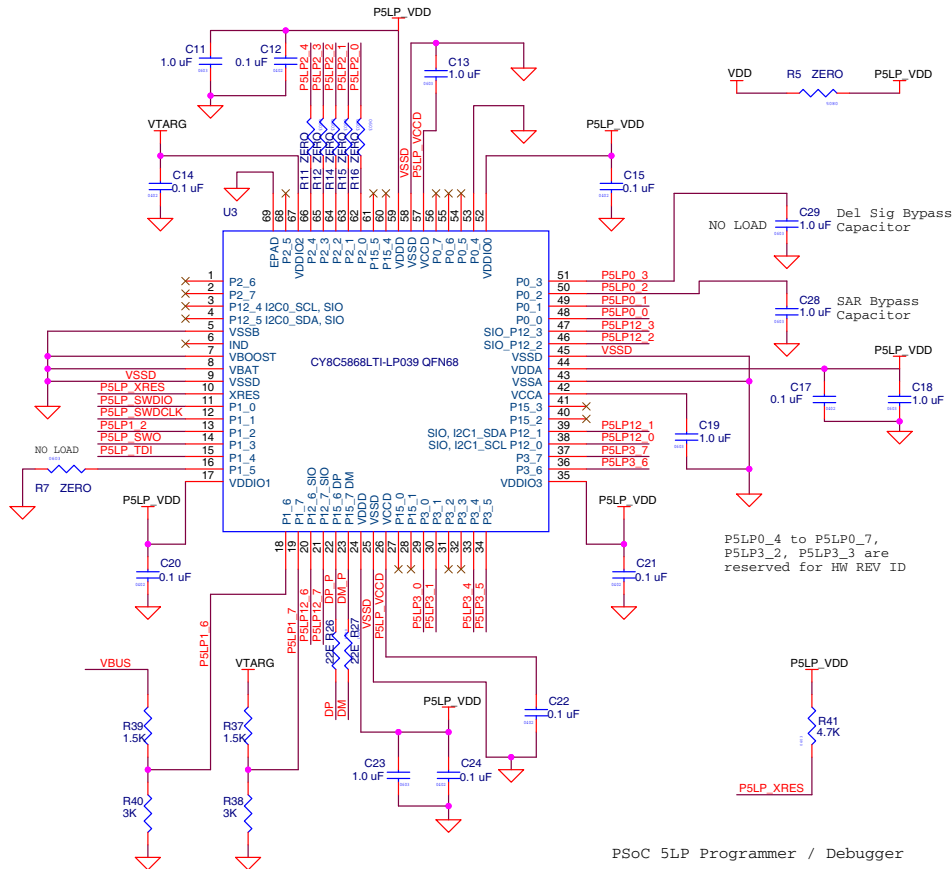 P5LP_VDD
C11
1.0 uF
C12
0.1 uF
P5LP2_4
P5LP2_3
P5LP2_2
P5LP2_1
P5LP2_0
C13
1.0 uF
VSSD
P5LP_VCCD
VDD
R5 ZERO
P5LP_VDD
VTARG
C14
0.1 uF
R11 ZERO
R12 ZERO
R14 ZERO
R15 ZERO
R16 ZERO
P5LP_VDD
C15
0.1 uF
U3
69
68
67
66
65
64
63
62
61
60
59
58
57
56
55
54
53
52
EPAD
P2_5
VDDIO2
P2_4
P2_3
P2_2
P2_1
P2_0
P15_5
P15_4
VDDD
VSSD
VCCD
P0_7
P0_6
P0_5
P0_4
VDDIO0
NO LOAD
C29
1.0 uF
Del Sig Bypass
Capacitor
C28
1.0 uF
SAR Bypass
Capacitor
CY8C5868LTI-LP039 QFN68
1 P2_6
2 P2_7
3 P12_4 I2C0_SCL, SIO
4 P12_5 I2C0_SDA, SIO
5 VSSB
6 IND
7 VBOOST
8 VBAT
VSSD 9 VSSD
P5LP_XRES 10 XRES
P5LP_SWDIO 11 P1_0
P5LP_SWDCLK 12 P1_1
P5LP1_2 13 P1_2
P5LP_SWO 14 P1_3
P5LP_TDI 15 P1_4
16 P1_5
17 VDDIO1
NO LOAD
R7 ZERO
P0_3 51 P5LP0_3
P0_2 50 P5LP0_2
P0_1 49 P5LP0_1
P0_0 48 P5LP0_0
SIO_P12_3 47 P5LP12_3
SIO_P12_2 46 P5LP12_2
VSSD 45 VSSD
VDDA 44
VSSA 43
VCCA 42
P15_3 41
P15_2 40
SIO, I2C1_SDA P12_1 39 P5LP12_1
SIO, I2C1_SCL P12_0 38 P5LP12_0
P3_7 37 P5LP3_7
P3_6 36 P5LP3_6
VDDIO3 35
P5LP_VDD
C17
0.1 uF
C18
1.0 uF
C19
1.0 uF
P5LP_VDD
C20
0.1 uF
P1_6
P1_7
P12_6_SIO
P12_7_SIO
P15_6 DP
P15_7 DM
VDDD
VSSD
VCCD
P15_0
P15_1
P3_0
P3_1
P3_2
P3_3
P3_4
P3_5
18
19
20
21
22
23
24
25
26
27
28
29
30
31
32
33
34
P5LP_VDD
C21
0.1 uF
P5LP0_4 to P5LP0_7,
P5LP3_2, P5LP3_3 are
reserved for HW REV ID
P5LP1_6
P5LP1_7
P5LP12_6
P5LP12_7
DP_P
DM_P
VSSD
P5LP_VCCD
P5LP3_0
P5LP3_1
P5LP3_4
P5LP3_5
22E R26
22E R27
DP
DM
VBUS
R39
1.5K
R40
3K
VTARG
R37
1.5K
R38
3K
P5LP_VDD
C23
1.0 uF
C24
0.1 uF
C22
0.1 uF
P5LP_VDD
R41
4.7K
P5LP_XRES
PSoC 5LP Programmer / Debugger